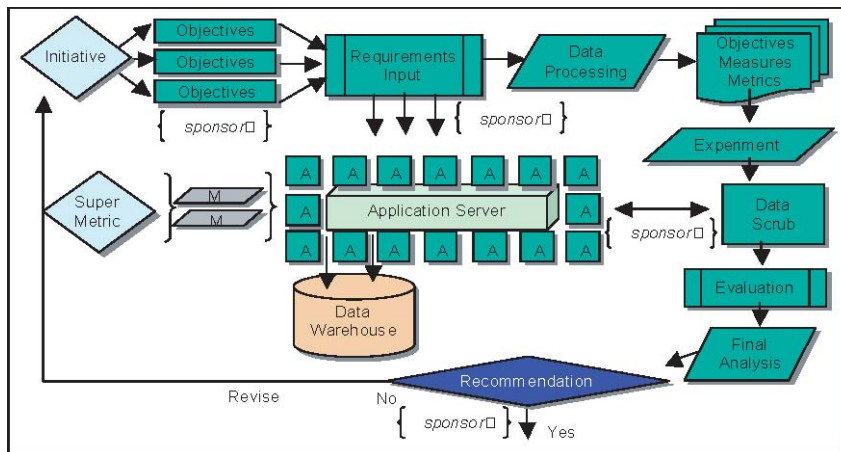 Initiative
Objectives
Objectives
Objectives
Requirements
Input
Data
Processing
Objectives
Measures
Metrics
{ sponsor□ }
{ sponsor□ }
Experiment
Super
Metric
M
M
A A A A A A A
A Application Server A
A A A A A A A
{ sponsor□ }
Data
Scrub
Data
Warehouse
Evaluation
Final
Analysis
Recommendation
Revise
No
{ sponsor□ }
Yes